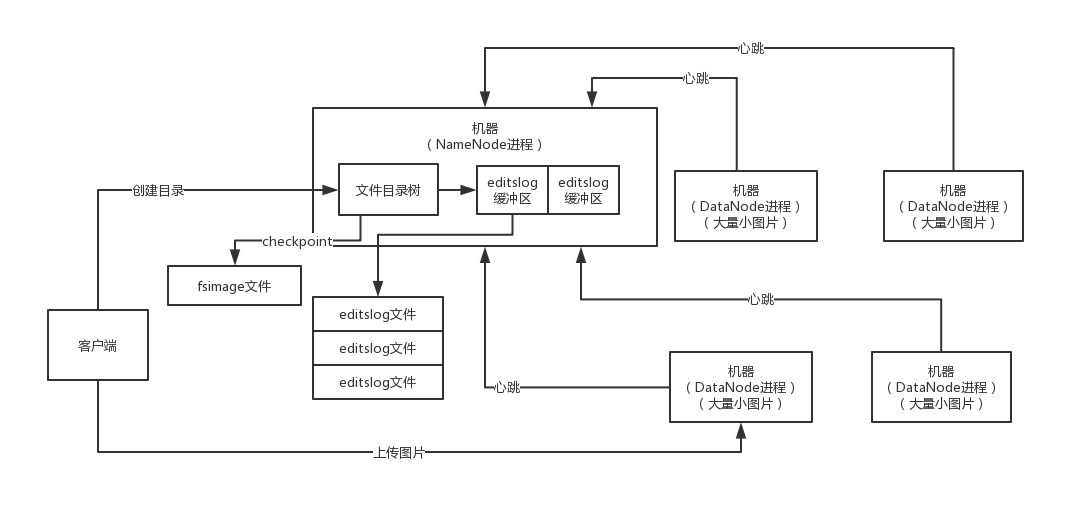 心跳
心跳
机器
（NameNode进程）
创建目录
文件目录树
editslog
缓冲区
editslog
缓冲区
机器
（DataNode进程）
（大量小图片）
机器
（DataNode进程）
（大量小图片）
checkpoint
fsimage文件
客户端
editslog文件
editslog文件
editslog文件
心跳
心跳
机器
（DataNode进程）
（大量小图片）
机器
（DataNode进程）
（大量小图片）
上传图片